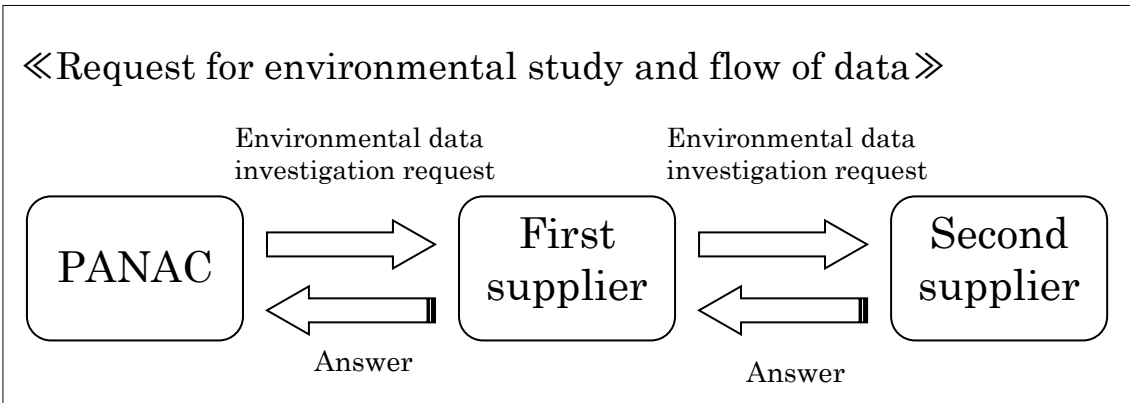 ≪Request for environmental study and flow of data≫
Environmental data
investigation request
Environmental data
investigation request
PANAC
First
supplier
Second
supplier
Answer
Answer